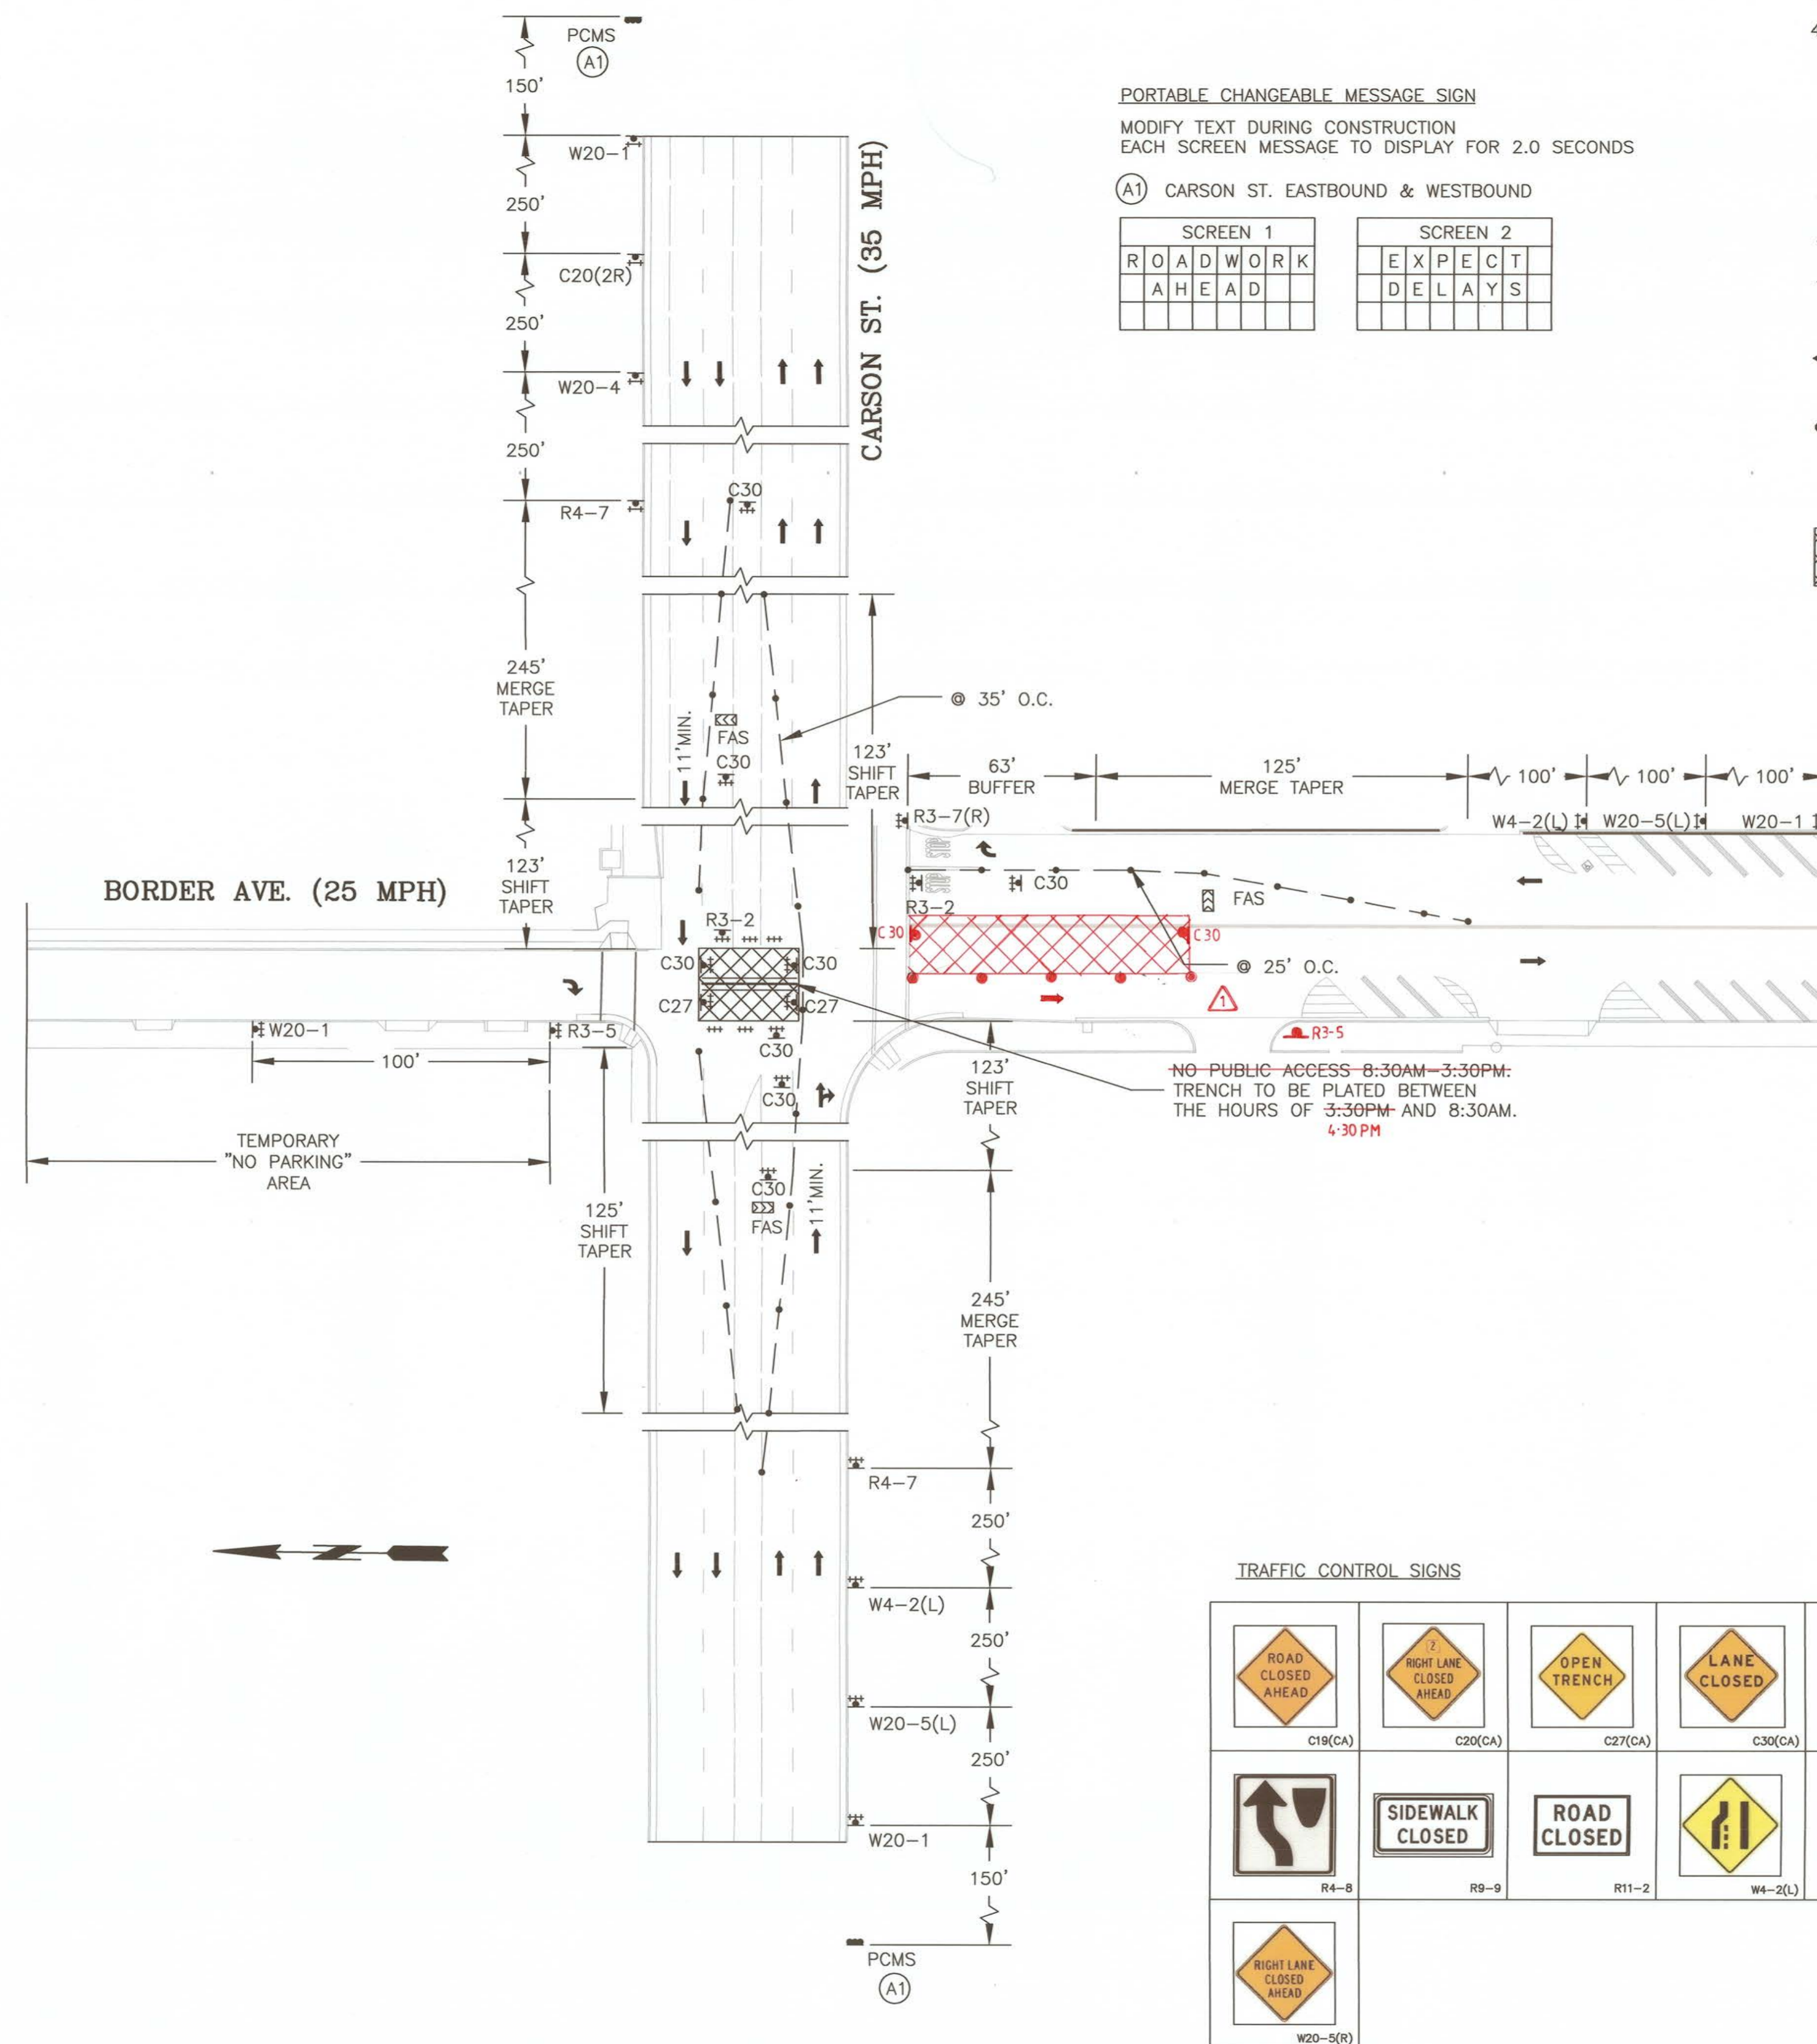 PCMS
A1
150'
W20-1
250'
C20(2R)
250'
W20-4
250'
R4-7
C30
CARSON ST. (35 MPH)
PORTABLE CHANGEABLE MESSAGE SIGN
MODIFY TEXT DURING CONSTRUCTION
EACH SCREEN MESSAGE TO DISPLAY FOR 2.0 SECONDS
A1 CARSON ST. EASTBOUND & WESTBOUND
SCREEN 1
ROADWORK
AHEAD
SCREEN 2
EXPECT
DELAYS
245'
MERGE
TAPER
11'MIN.
FAS
C30
@ 35' O.C.
123'
SHIFT
TAPER
63'
BUFFER
125'
MERGE TAPER
100'
100'
100'
R3-7(R)
W4-2(L)
W20-5(L)
W20-1
STOP
STOP
C30
FAS
R3-2
C30
C30
@ 25' O.C.
1
R3-5
123'
SHIFT
TAPER
BORDER AVE. (25 MPH)
R3-2
C30
C30
C27
C27
C30
C30
W20-1
R3-5
100'
TEMPORARY
"NO PARKING"
AREA
NO PUBLIC ACCESS 8:30AM-3:30PM.
TRENCH TO BE PLATED BETWEEN
THE HOURS OF 3:30PM AND 8:30AM.
4:30 PM
123'
SHIFT
TAPER
C30
FAS
11'MIN.
125'
SHIFT
TAPER
245'
MERGE
TAPER
R4-7
250'
W4-2(L)
250'
W20-5(L)
250'
W20-1
150'
PCMS
A1
TRAFFIC CONTROL SIGNS
ROAD
CLOSED
AHEAD
C19(CA)
2
RIGHT LANE
CLOSED
AHEAD
C20(CA)
OPEN
TRENCH
C27(CA)
LANE
CLOSED
C30(CA)
R4-8
SIDEWALK
CLOSED
R9-9
ROAD
CLOSED
R11-2
W4-2(L)
RIGHT LANE
CLOSED
AHEAD
W20-5(R)